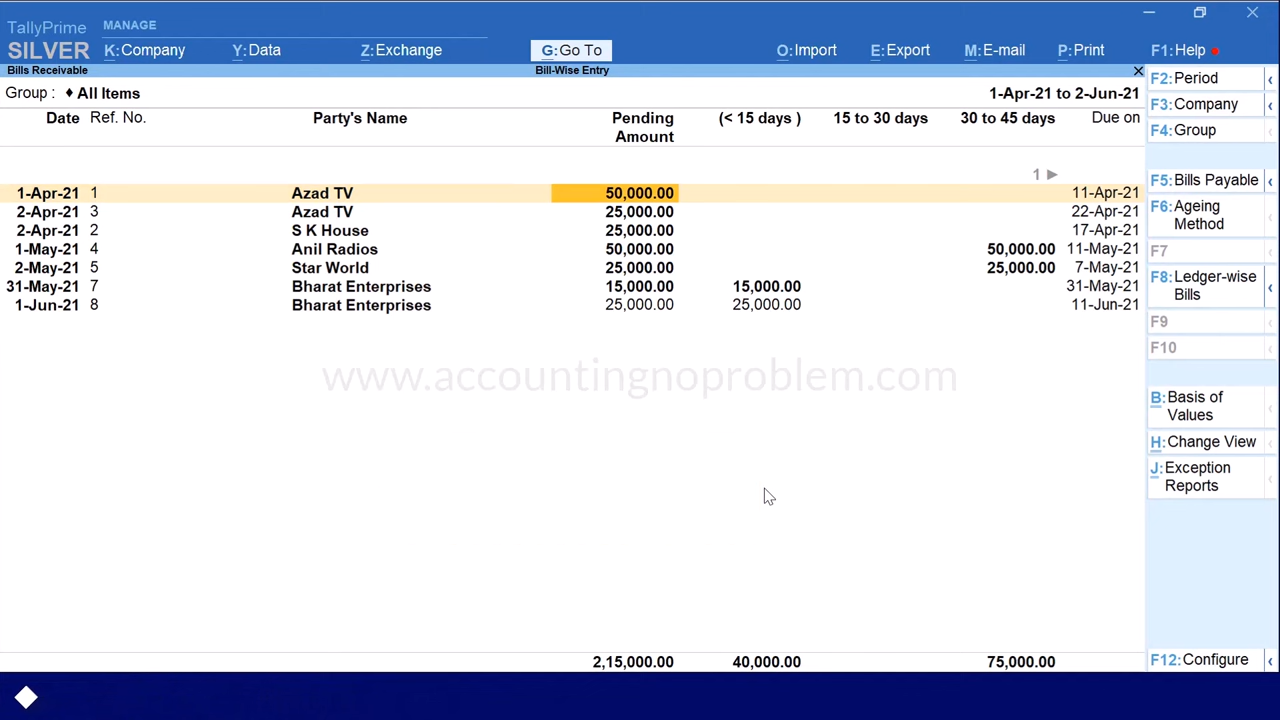 TallyPrime MANAGE
SILVER K:Company Y:Data Z:Exchange G:Go To O:Import E:Export M:E-mail P:Print F1:Help
Bills Receivable Bill-Wise Entry
Group : ♦ All Items 1-Apr-21 to 2-Jun-21
Date Ref. No. Party's Name Pending Amount (< 15 days ) 15 to 30 days 30 to 45 days Due on
1 ►
1-Apr-21 1 Azad TV 50,000.00 11-Apr-21
2-Apr-21 3 Azad TV 25,000.00 22-Apr-21
2-Apr-21 2 S K House 25,000.00 17-Apr-21
1-May-21 4 Anil Radios 50,000.00 50,000.00 11-May-21
2-May-21 5 Star World 25,000.00 25,000.00 7-May-21
31-May-21 7 Bharat Enterprises 15,000.00 15,000.00 31-May-21
1-Jun-21 8 Bharat Enterprises 25,000.00 25,000.00 11-Jun-21
www.accountingnoproblem.com
2,15,000.00 40,000.00 75,000.00
F2:Period
F3:Company
F4:Group
F5:Bills Payable
F6:Ageing
Method
F7
F8:Ledger-wise
Bills
F9
F10
B:Basis of
Values
H:Change View
J:Exception
Reports
F12:Configure